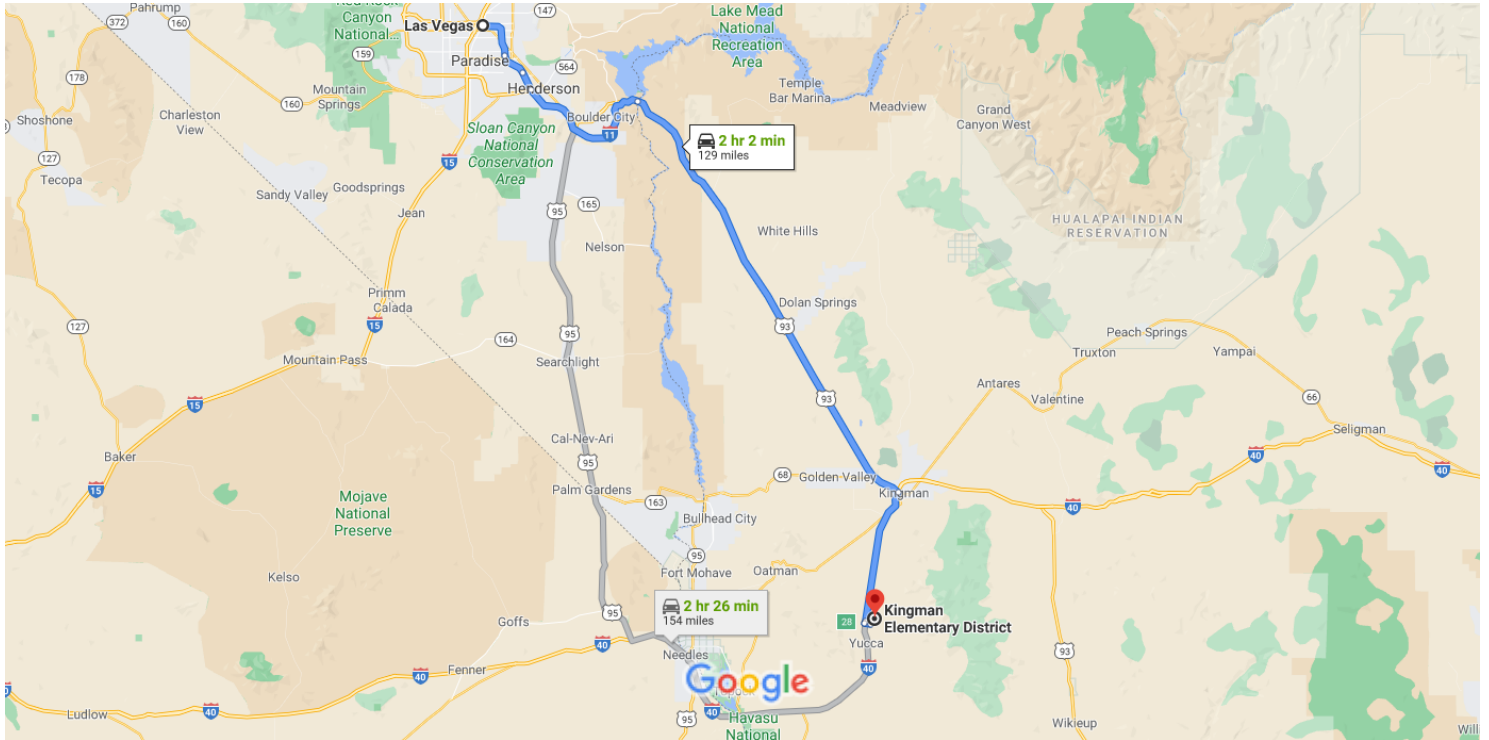 Pahrump
372
160
Red Rock
Canyon
National...
Las Vegas
147
Lake Mead
National
Recreation
Area
159
Paradise
564
178
Mountain
Springs
Henderson
Temple
Bar Marina
Meadview
160
Shoshone
Charleston
View
Boulder City
11
Grand
Canyon West
Sloan Canyon
National
Conservation
Area
2 hr 2 min
129 miles
127
15
Tecopa
Sandy Valley
Goodsprings
Jean
95
165
HUALAPAI INDIAN
RESERVATION
White Hills
Nelson
Primm
Calada
Dolan Springs
127
15
95
93
Peach Springs
164
Mountain Pass
Searchlight
Truxton
Yampai
Antares
15
93
Valentine
66
Cal-Nev-Ari
Seligman
Baker
95
40
40
68
Golden Valley
15
Palm Gardens
Kingman
163
40
Mojave
National
Preserve
Bullhead City
95
Kelso
Fort Mohave
Oatman
2 hr 26 min
154 miles
95
Goffs
28
Kingman
Elementary District
40
Yucca
Needles
93
Fenner
40
40
Google
Ludlow
40
95
40
Havasu
National
Wikieup